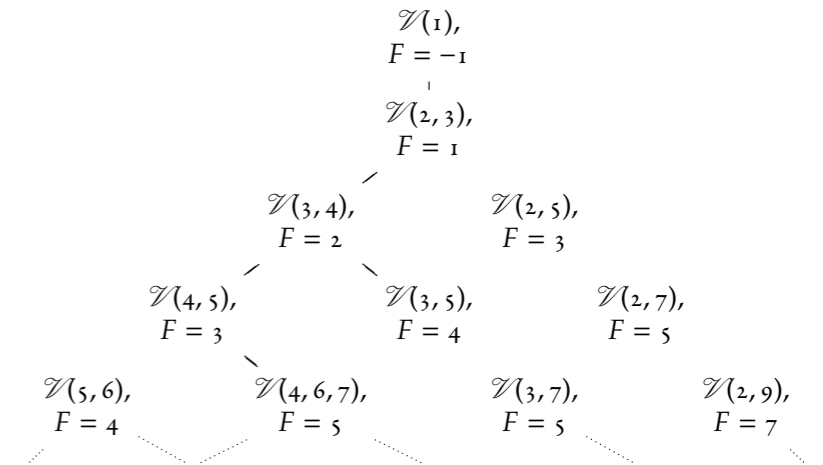 𝒱(1),
F = −1
𝒱(2, 3),
F = 1
𝒱(3, 4), 𝒱(2, 5),
F = 2 F = 3
𝒱(4, 5), 𝒱(3, 5), 𝒱(2, 7),
F = 3 F = 4 F = 5
𝒱(5, 6), 𝒱(4, 6, 7), 𝒱(3, 7), 𝒱(2, 9),
F = 4 F = 5 F = 5 F = 7